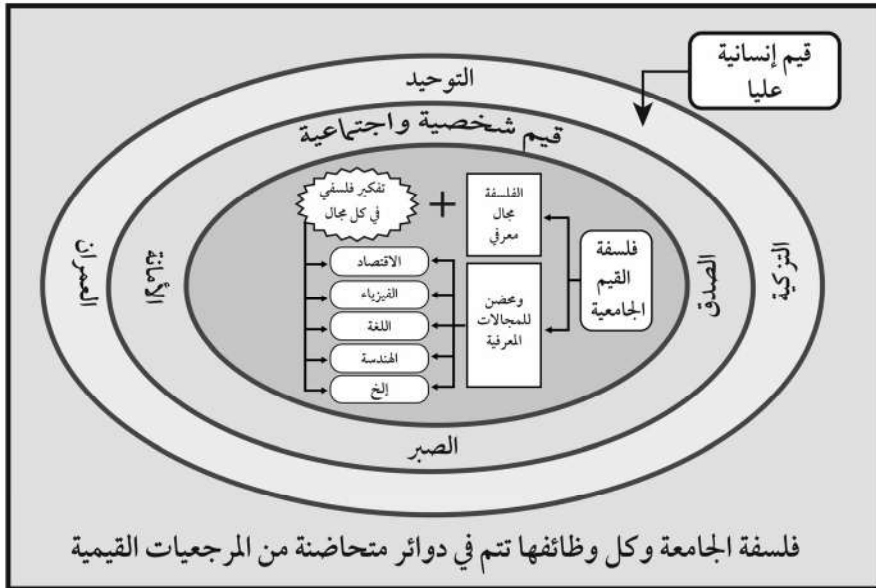 قيم إنسانية
عليا
التوحيد
قيم شخصية واجتماعية
تفكير فلسفي
في كل مجال
+
الفلسفة
مجال
معرفي
فلسفة
القيم
الجامعية
ومحضن
للمجالات
المعرفية
الاقتصاد
الفيزياء
اللغة
الهندسة
إلخ
التزكية
الصدق
الأمانة
العمران
الصبر
فلسفة الجامعة وكل وظائفها تتم في دوائر متحاضنة من المرجعيات القيمية